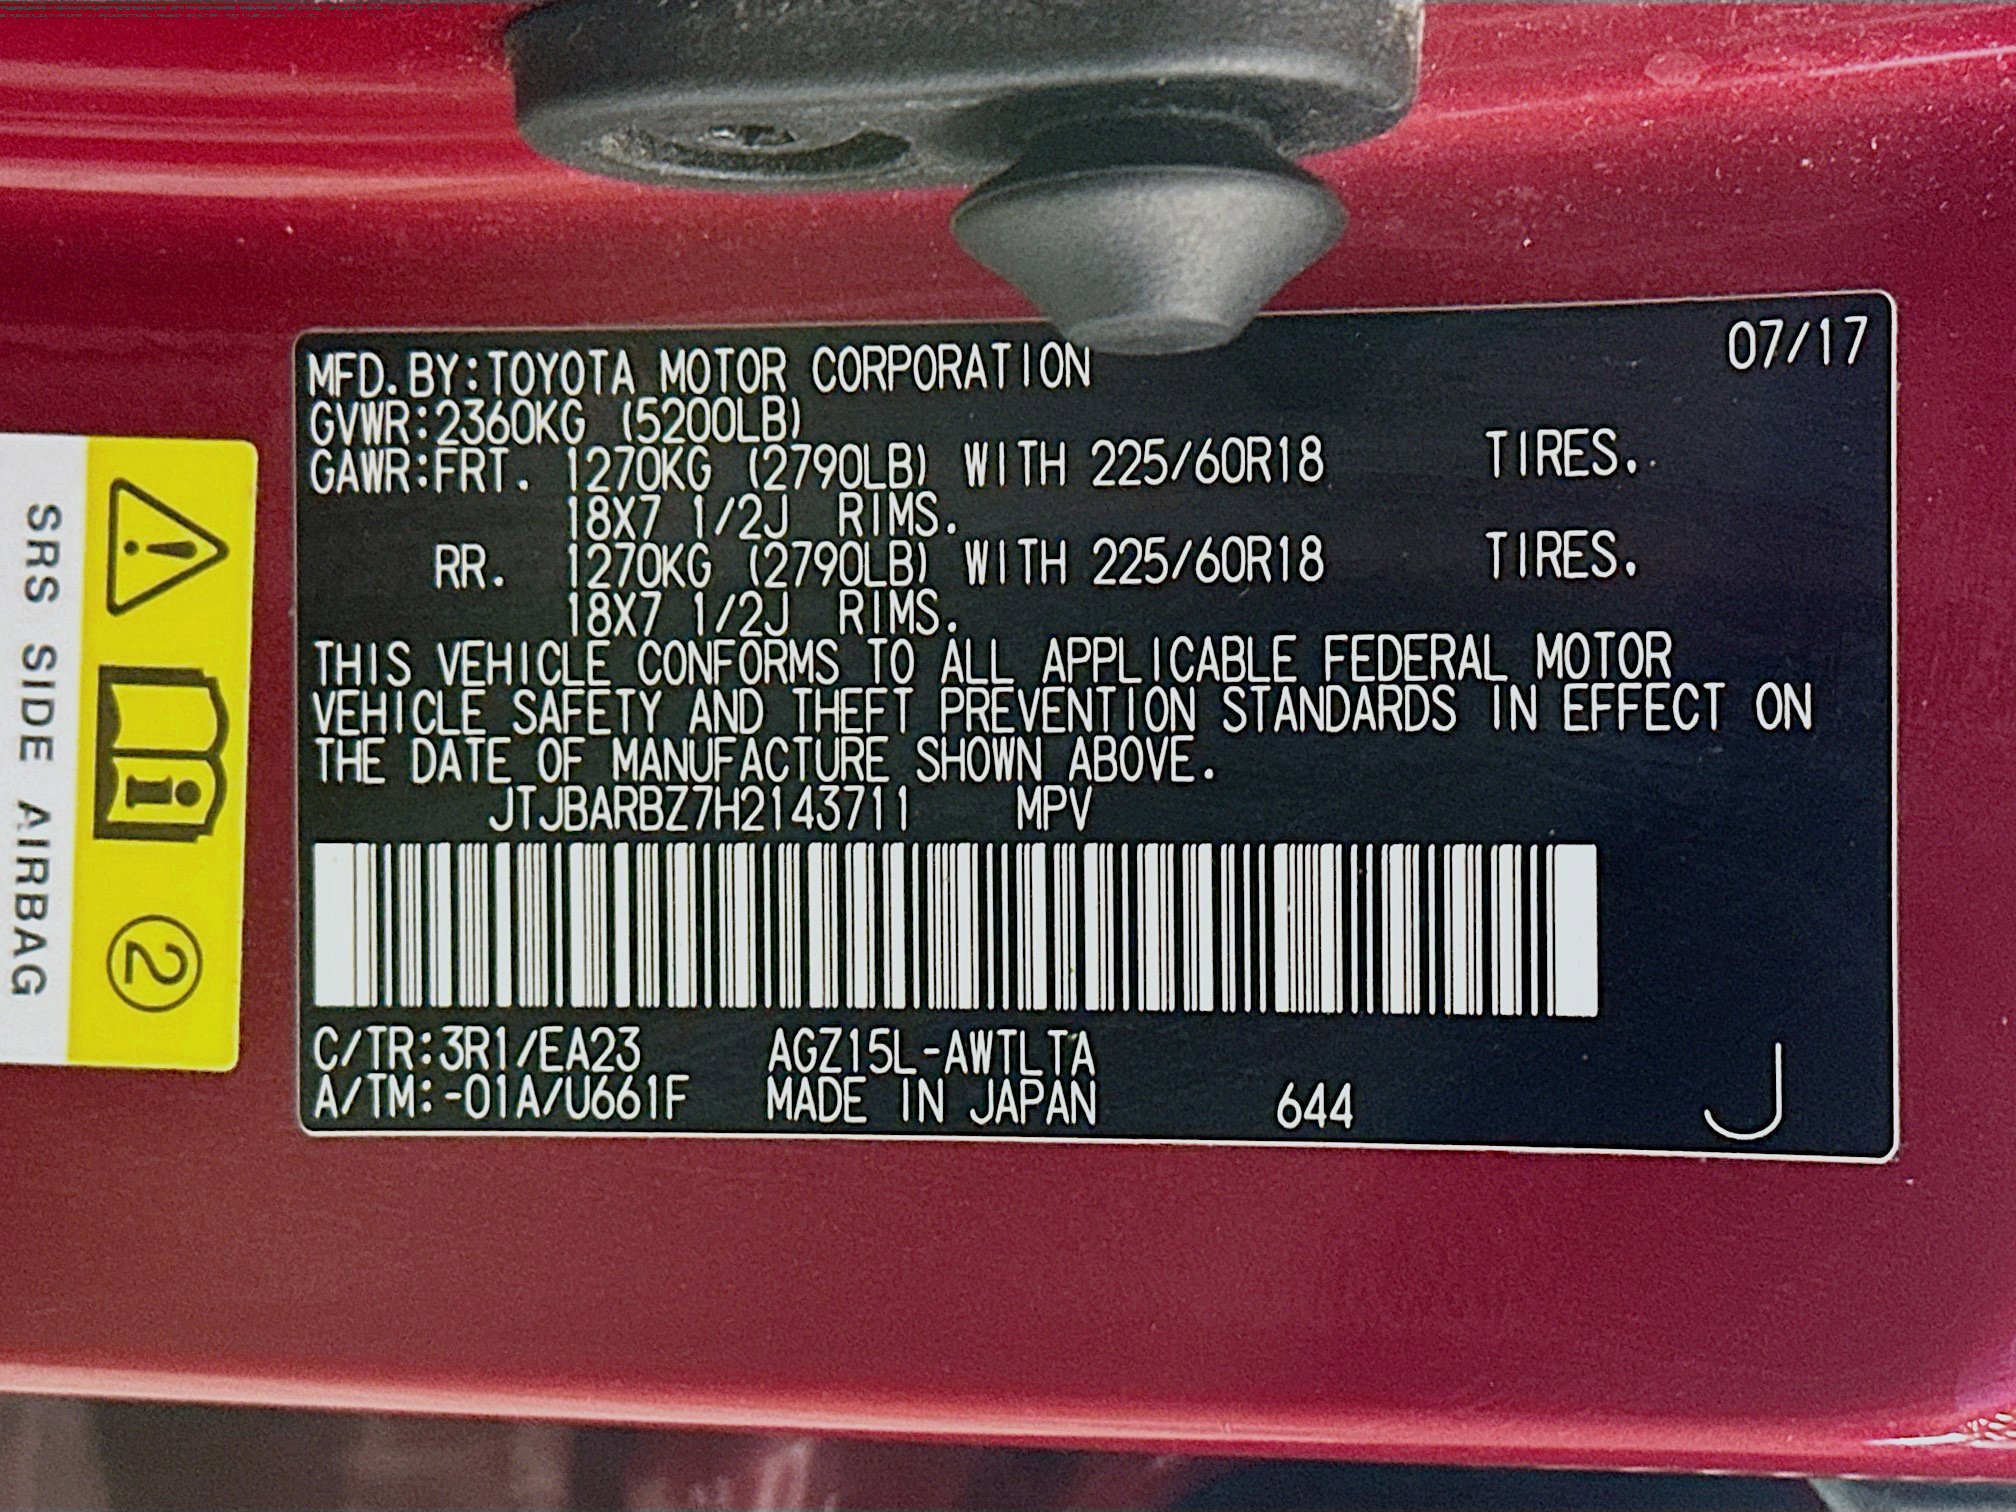 MFD.BY:TOYOTA MOTOR CORPORATION 07/17
GVWR:2360KG (5200LB)
GAWR:FRT. 1270KG (2790LB) WITH 225/60R18 TIRES.
18X7 1/2J RIMS.
RR. 1270KG (2790LB) WITH 225/60R18 TIRES.
18X7 1/2J RIMS.
THIS VEHICLE CONFORMS TO ALL APPLICABLE FEDERAL MOTOR
VEHICLE SAFETY AND THEFT PREVENTION STANDARDS IN EFFECT ON
THE DATE OF MANUFACTURE SHOWN ABOVE.
JTJBARBZ7H2143711 MPV
C/TR:3R1/EA23 AGZ15L-AWTLTA
A/TM:-01A/U661F MADE IN JAPAN 644 J
SRS SIDE AIRBAG
2